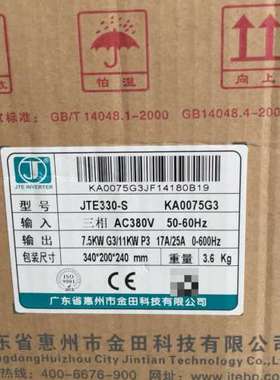 怕 温
向 上
GB/T 14048.1-2000
GB14048.4-2000
JTE INVERTER
KA0075G3JF14180B19
型 号 JTE330-S KA0075G3
输 入 三相 AC380V 50-60Hz
输 出 7.5KW G3/11KW P3 17A/25A 0-600Hz
包装尺寸 340*200*240 mm 重量 3.6 Kg
广东省惠州市金田科技有限公司
东省惠州市金田科技有限公
ngdongHuizhou City Jintian Technology Co.,
热线: 400-6676-900